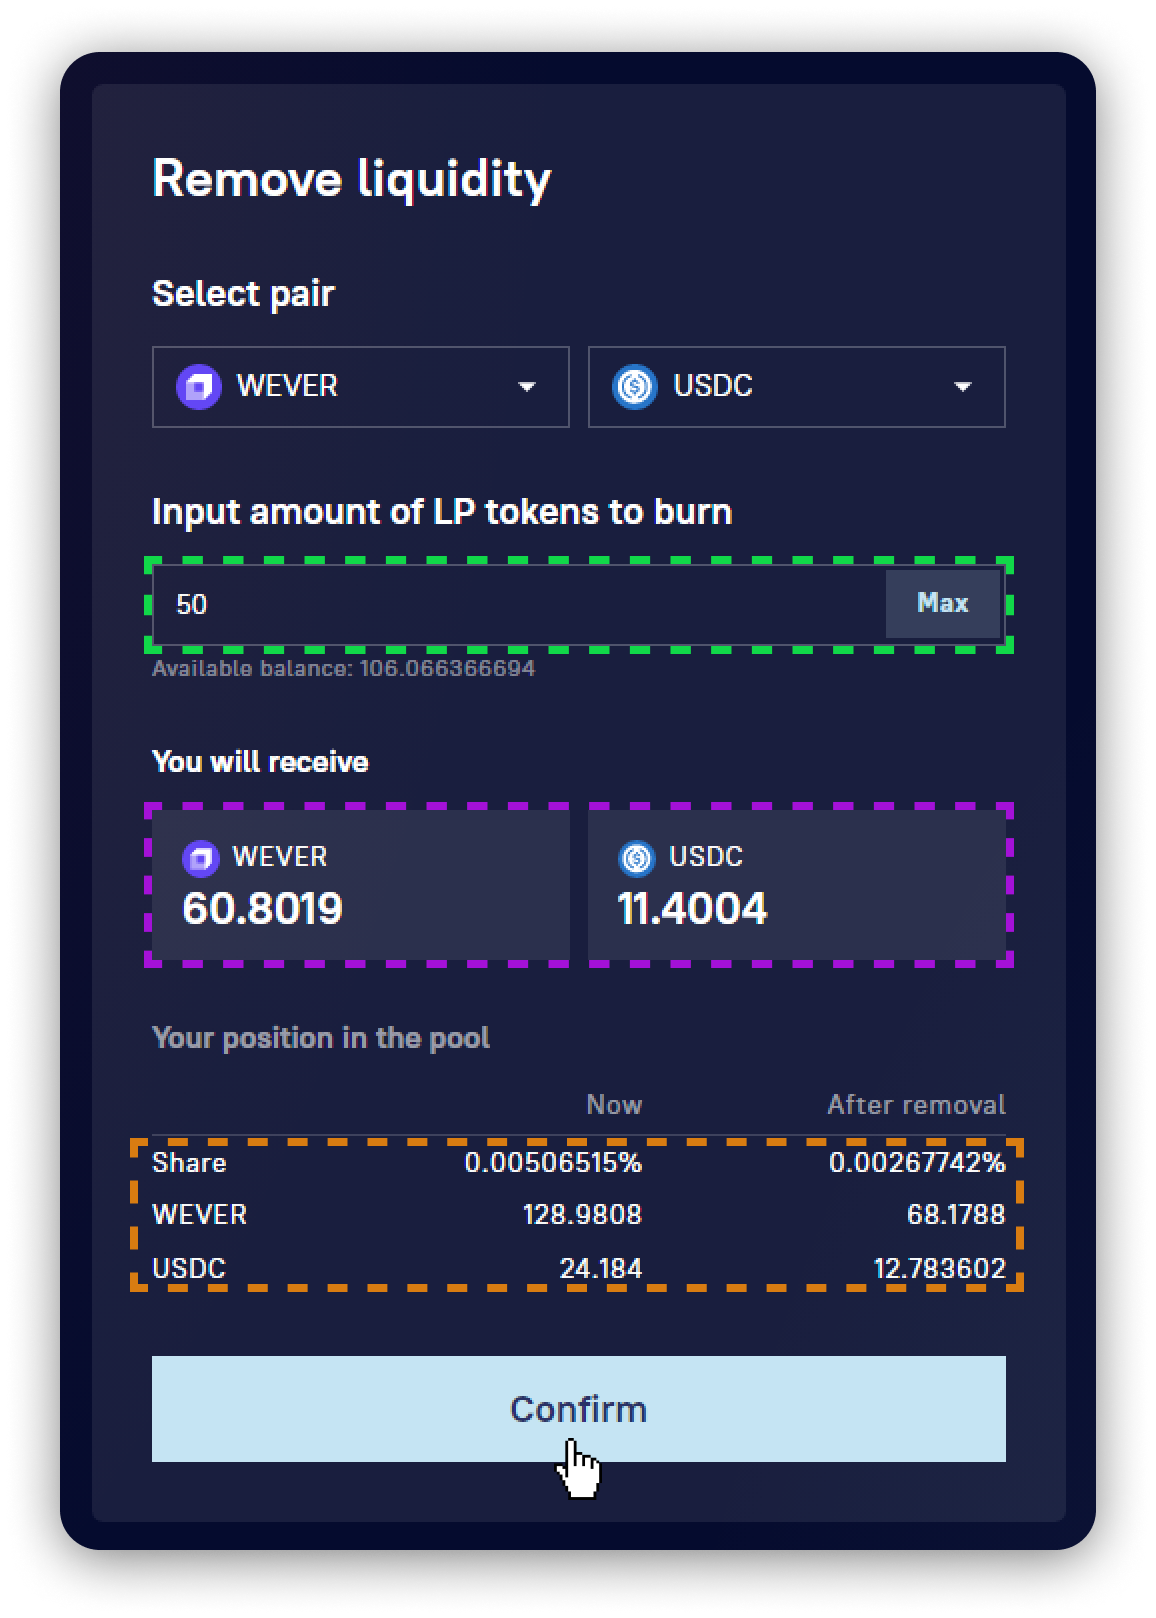 Remove liquidity
Select pair
WEVER USDC
Input amount of LP tokens to burn
50 Max
Available balance: 106.066366694
You will receive
WEVER USDC
60.8019 11.4004
Your position in the pool
Now After removal
Share 0.00506515% 0.00267742%
WEVER 128.9808 68.1788
USDC 24.184 12.783602
Confirm